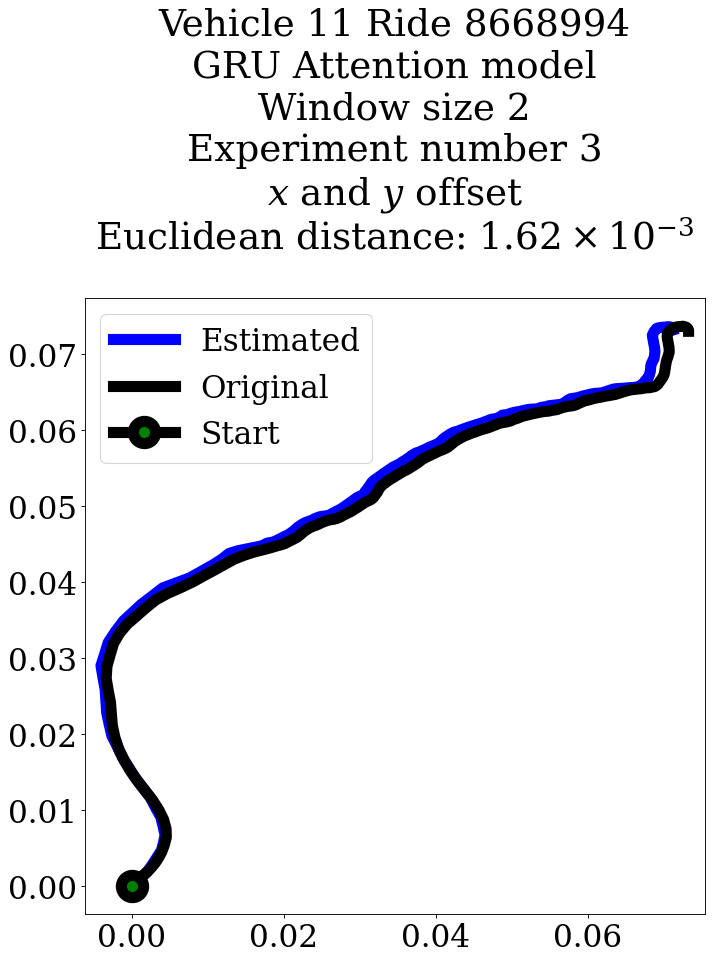 Vehicle 11 Ride 8668994
GRU Attention model
Window size 2
Experiment number 3
x and y offset
Euclidean distance: 1.62 × 10⁻³
Estimated
Original
Start
0.07
0.06
0.05
0.04
0.03
0.02
0.01
0.00
0.00 0.02 0.04 0.06